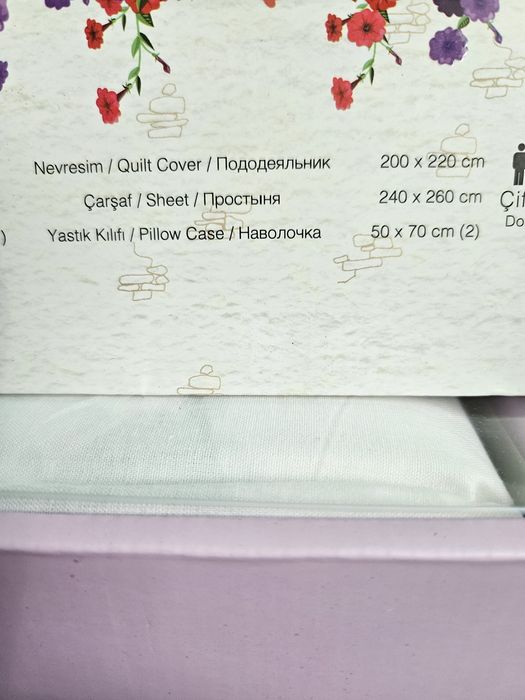 Nevresim / Quilt Cover / Пододеяльник 200 x 220 cm
Çarşaf / Sheet / Простыня 240 x 260 cm
Yastık Kılıfı / Pillow Case / Наволочка 50 x 70 cm (2)
)